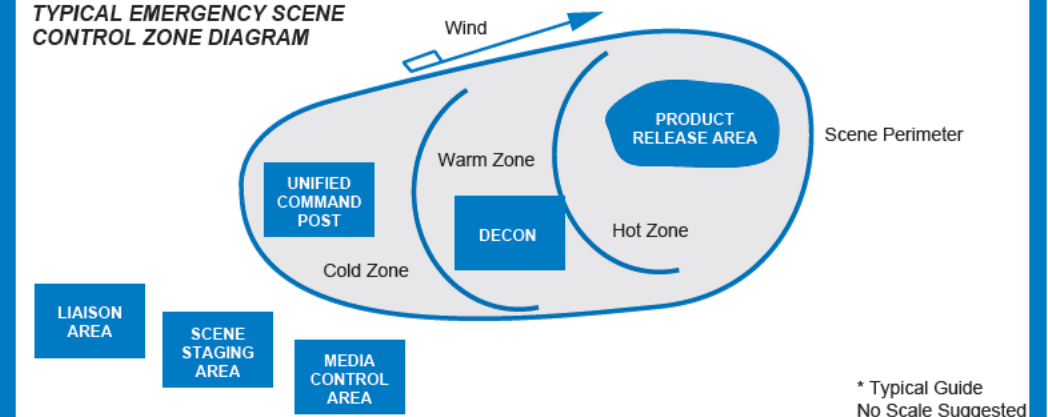 TYPICAL EMERGENCY SCENE
CONTROL ZONE DIAGRAM
Wind
PRODUCT
RELEASE AREA
Scene Perimeter
Warm Zone
UNIFIED
COMMAND
POST
DECON
Hot Zone
Cold Zone
LIAISON
AREA
SCENE
STAGING
AREA
MEDIA
CONTROL
AREA
* Typical Guide
No Scale Suggested